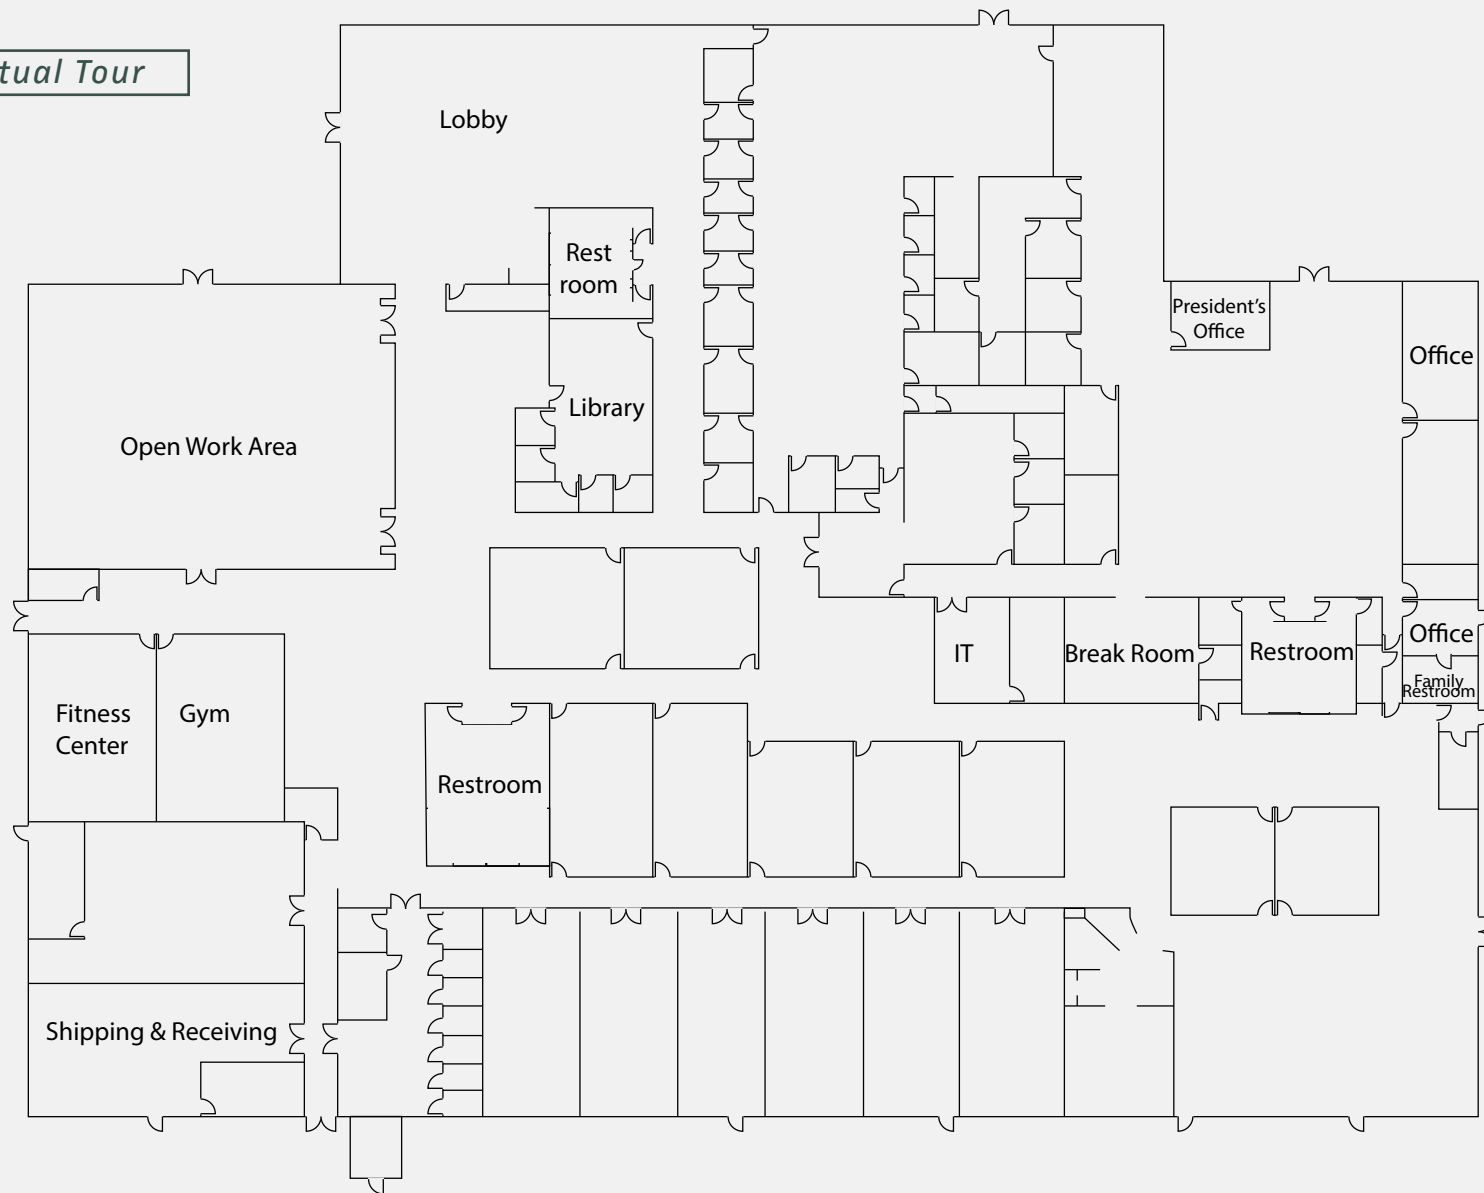 tual Tour
Lobby
Rest
room
President's
Office
Office
Library
Open Work Area
IT
Break Room
Restroom
Office
Family
Restroom
Fitness
Center
Gym
Restroom
Shipping & Receiving